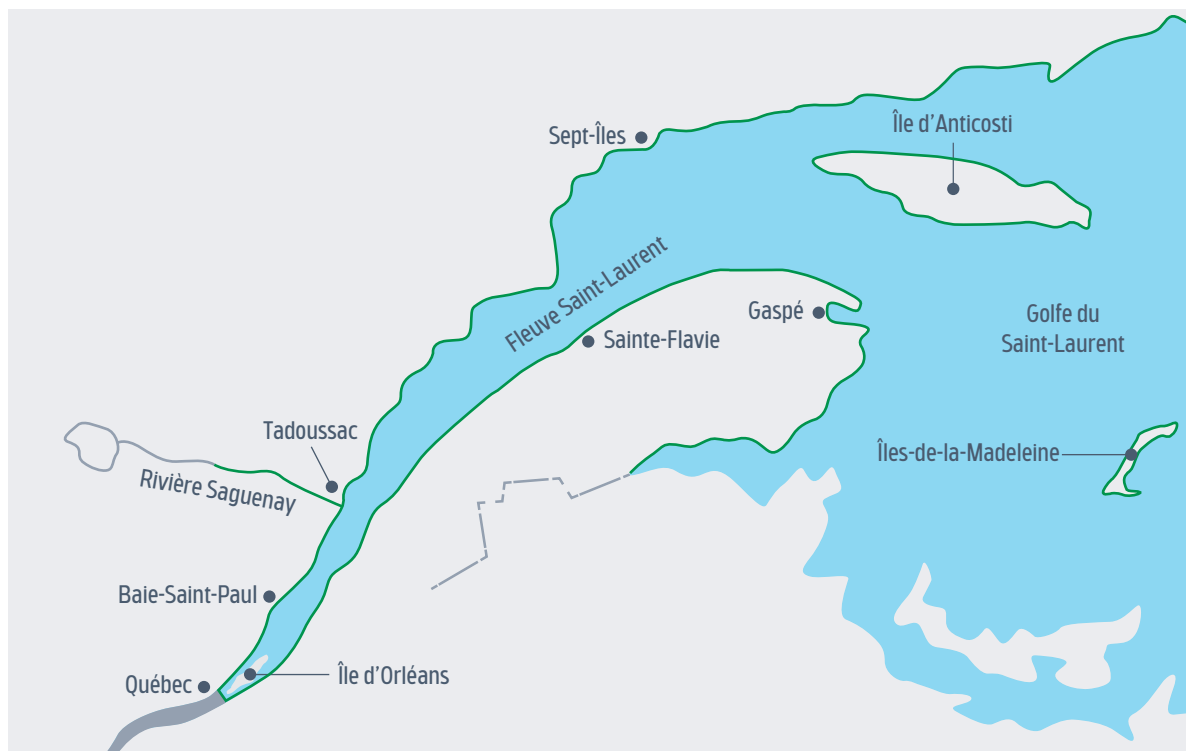 Sept-Îles
Île d'Anticosti
Fleuve Saint-Laurent
Gaspé
Golfe du
Saint-Laurent
Sainte-Flavie
Tadoussac
Îles-de-la-Madeleine
Rivière Saguenay
Baie-Saint-Paul
Île d'Orléans
Québec